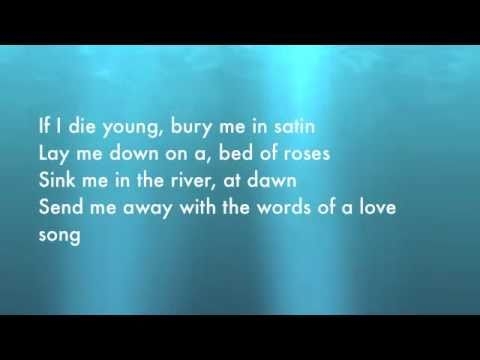 If I die young, bury me in satin
Lay me down on a, bed of roses
Sink me in the river, at dawn
Send me away with the words of a love
song